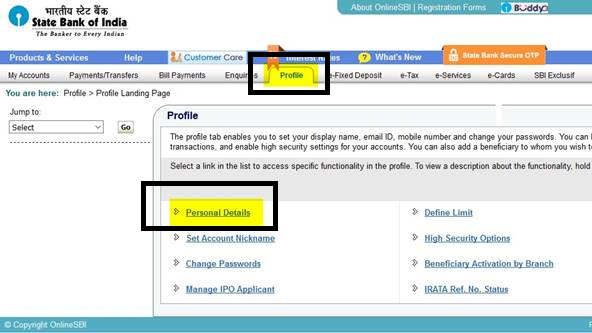 भारतीय स्टेट बैंक
State Bank of India
The Banker to Every Indian
About OnlineSBI | Registration Forms
Buddy
Products & Services Help Customer Care Interest Rates What's New State Bank Secure OTP
My Accounts Payments/Transfers Bill Payments Enquiries Profile e-Fixed Deposit e-Tax e-Services e-Cards SBI Exclusif
You are here: Profile > Profile Landing Page
Jump to:
Select Go
Profile
The profile tab enables you to set your display name, email ID, mobile number and change your passwords. You can
transactions, and enable high security settings for your accounts. You can also add a beneficiary to whom you wish t
Select a link in the list to access specific functionality in the profile. To view a description about the functionality, hold
Personal Details Define Limit
Set Account Nickname High Security Options
Change Passwords Beneficiary Activation by Branch
Manage IPO Applicant IRATA Ref. No. Status
© Copyright OnlineSBI